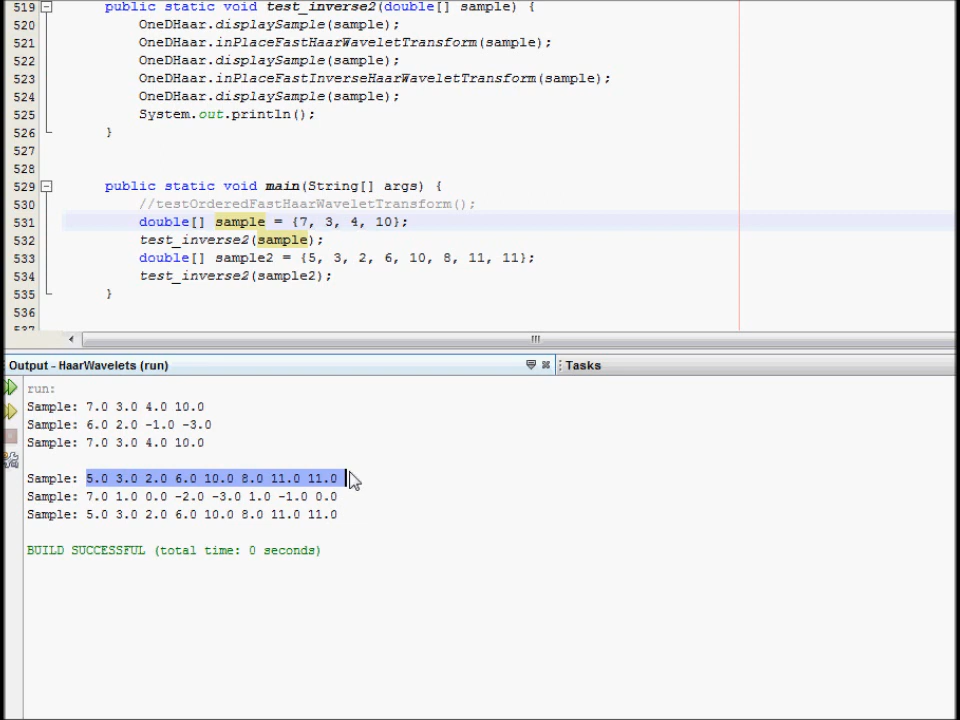 519 public static void test_inverse2(double[] sample) {
520 OneDHaar.displaySample(sample);
521 OneDHaar.inPlaceFastHaarWaveletTransform(sample);
522 OneDHaar.displaySample(sample);
523 OneDHaar.inPlaceFastInverseHaarWaveletTransform(sample);
524 OneDHaar.displaySample(sample);
525 System.out.println();
526 }
527
528
529 public static void main(String[] args) {
530 //testOrderedFastHaarWaveletTransform();
531 double[] sample = {7, 3, 4, 10};
532 test_inverse2(sample);
533 double[] sample2 = {5, 3, 2, 6, 10, 8, 11, 11};
534 test_inverse2(sample2);
535 }
536
537
Output - HaarWavelets (run) Tasks
run:
Sample: 7.0 3.0 4.0 10.0
Sample: 6.0 2.0 -1.0 -3.0
Sample: 7.0 3.0 4.0 10.0
Sample: 5.0 3.0 2.0 6.0 10.0 8.0 11.0 11.0
Sample: 7.0 1.0 0.0 -2.0 -3.0 1.0 -1.0 0.0
Sample: 5.0 3.0 2.0 6.0 10.0 8.0 11.0 11.0
BUILD SUCCESSFUL (total time: 0 seconds)